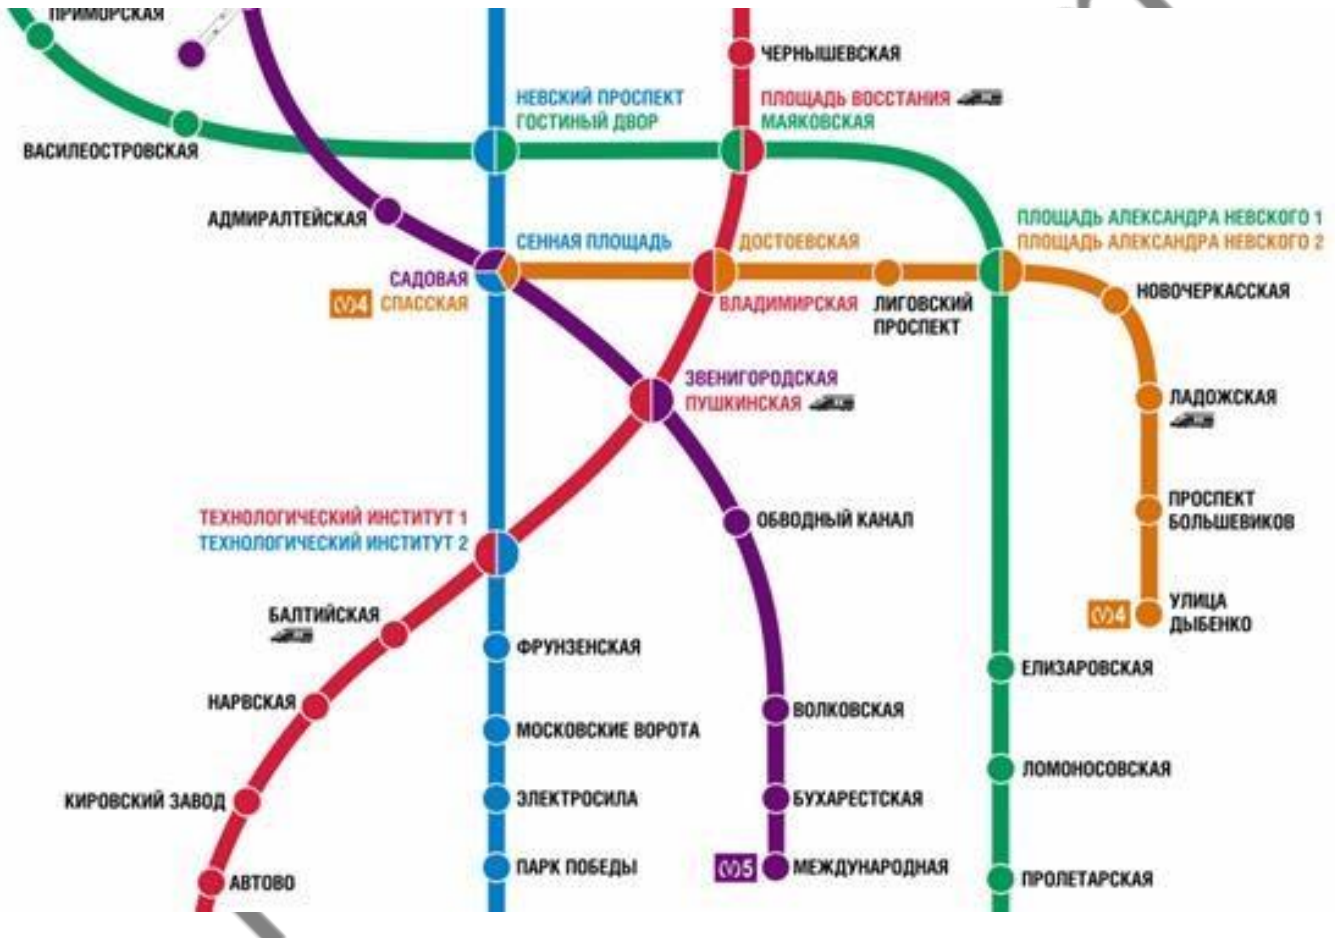 ПРИМОРСКАЯ
ЧЕРНЫШЕВСКАЯ
НЕВСКИЙ ПРОСПЕКТ
ГОСТИНЫЙ ДВОР
ПЛОЩАДЬ ВОССТАНИЯ
МАЯКОВСКАЯ
ВАСИЛЕОСТРОВСКАЯ
АДМИРАЛТЕЙСКАЯ
ПЛОЩАДЬ АЛЕКСАНДРА НЕВСКОГО 1
ПЛОЩАДЬ АЛЕКСАНДРА НЕВСКОГО 2
СЕННАЯ ПЛОЩАДЬ
ДОСТОЕВСКАЯ
САДОВАЯ
4 СПАССКАЯ
ВЛАДИМИРСКАЯ
ЛИГОВСКИЙ
ПРОСПЕКТ
НОВОЧЕРКАССКАЯ
ЗВЕНИГОРОДСКАЯ
ПУШКИНСКАЯ
ЛАДОЖСКАЯ
ТЕХНОЛОГИЧЕСКИЙ ИНСТИТУТ 1
ТЕХНОЛОГИЧЕСКИЙ ИНСТИТУТ 2
ОБВОДНЫЙ КАНАЛ
ПРОСПЕКТ
БОЛЬШЕВИКОВ
БАЛТИЙСКАЯ
4 УЛИЦА
ДЫБЕНКО
ФРУНЗЕНСКАЯ
ЕЛИЗАРОВСКАЯ
НАРВСКАЯ
МОСКОВСКИЕ ВОРОТА
ВОЛКОВСКАЯ
ЛОМОНОСОВСКАЯ
КИРОВСКИЙ ЗАВОД
ЭЛЕКТРОСИЛА
БУХАРЕСТСКАЯ
АВТОВО
ПАРК ПОБЕДЫ
5 МЕЖДУНАРОДНАЯ
ПРОЛЕТАРСКАЯ